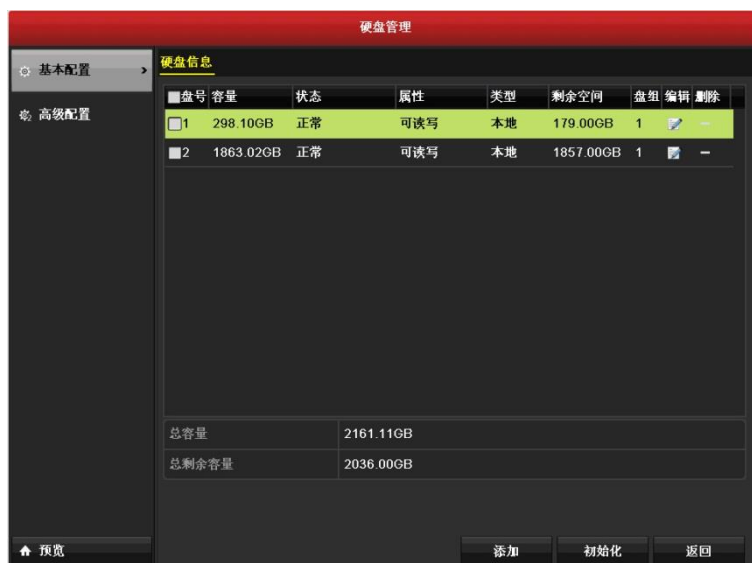 硬盘管理
基本配置
高级配置
硬盘信息
盘号 容量 状态 属性 类型 剩余空间 盘组 编辑 删除
1 298.10GB 正常 可读写 本地 179.00GB 1
2 1863.02GB 正常 可读写 本地 1857.00GB 1
总容量 2161.11GB
总剩余容量 2036.00GB
预览 添加 初始化 返回